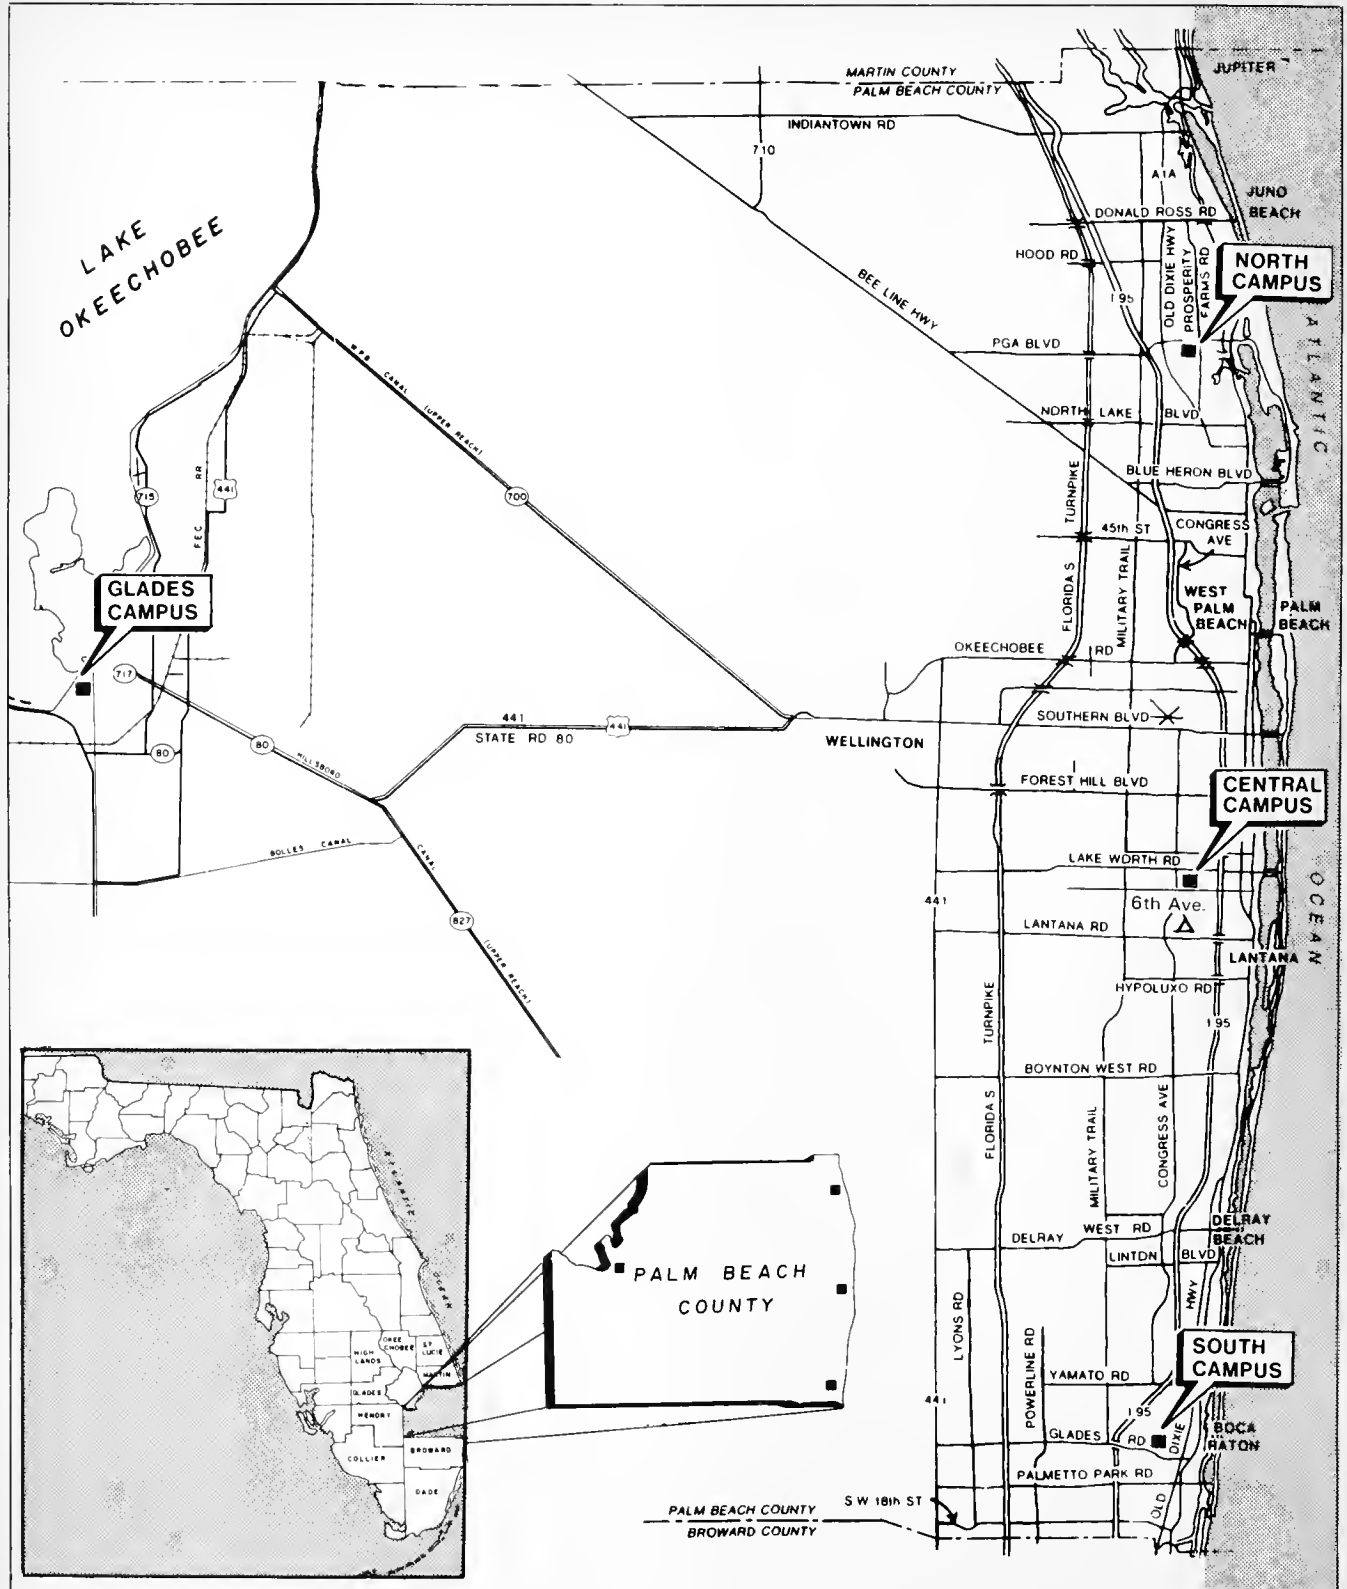 JUPITER
MARTIN COUNTY
PALM BEACH COUNTY
INDIANTOWN RD
710
A1A
JUNO
BEACH
DONALD ROSS RD
LAKE
OKEECHOBEE
HOOD RD
OLD DIXIE HWY
PROSPERITY
FARMS RD
NORTH
CAMPUS
BEE LINE HWY
I 95
ATLANTIC
PGA BLVD
W.P.B. CANAL (UPPER REACH)
NORTH LAKE BLVD
BLUE HERON BLVD
715
FEC RR
441
700
FLORIDA S TURNPIKE
45th ST
CONGRESS
AVE
MILITARY TRAIL
GLADES
CAMPUS
WEST
PALM
BEACH
PALM
BEACH
OKEECHOBEE RD
717
441
STATE RD 80
441
SOUTHERN BLVD
WELLINGTON
80
80
HILLSBORO
FOREST HILL BLVD
CENTRAL
CAMPUS
BOLLES CANAL
CANAL
LAKE WORTH RD
441
6th Ave.
OCEAN
827
(UPPER REACH)
LANTANA RD
LANTANA
HYPOLUXO RD
TURNPIKE
I 95
BOYNTON WEST RD
FLORIDA S
MILITARY TRAIL
CONGRESS AVE
ATLANTIC
OCEAN
DELRAY WEST RD
DELRAY
BEACH
LINTON BLVD
PALM BEACH
COUNTY
HWY
LYONS RD
POWERLINE RD
SOUTH
CAMPUS
OKEE
CHOBEE
ST
LUCIE
HIGH
LANDS
MARTIN
GLADES
HENDRY
BROWARD
COLLIER
DADE
YAMATO RD
441
I 95
GLADES RD
DIXIE
BOCA
RATON
PALMETTO PARK RD
S W 18th ST
OLD
PALM BEACH COUNTY
BROWARD COUNTY